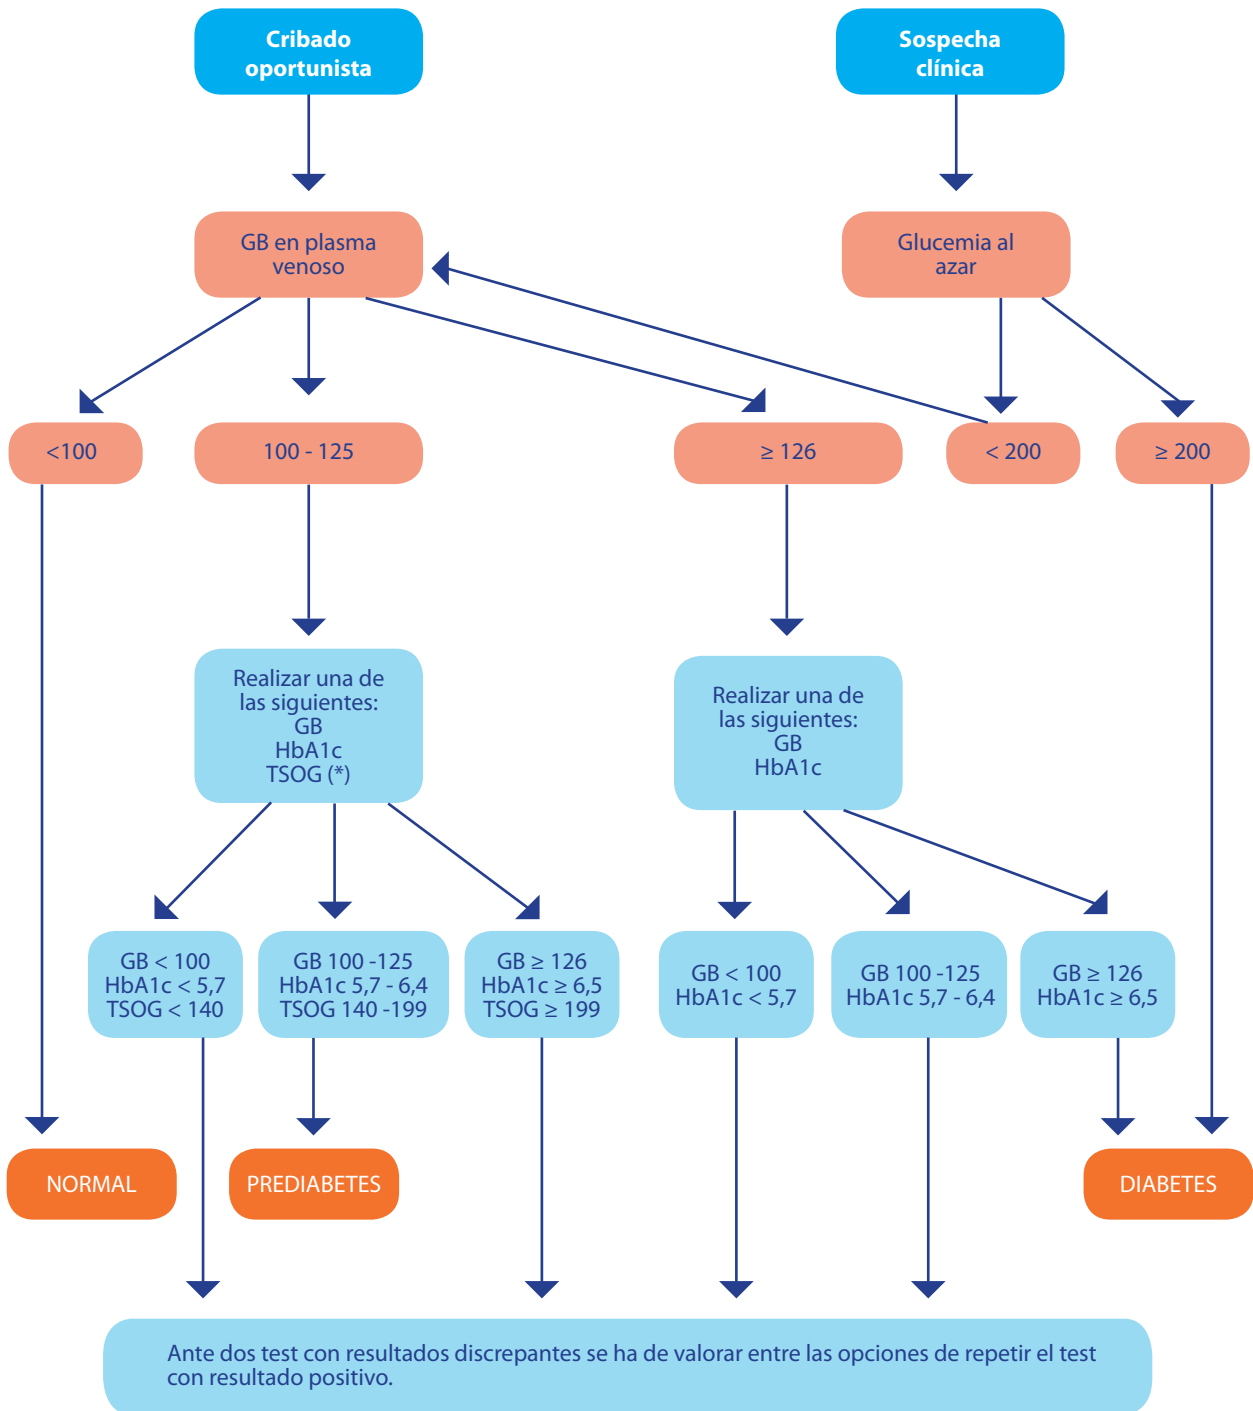 Cribado
oportunista
Sospecha
clínica
GB en plasma
venoso
Glucemia al
azar
<100
100 - 125
≥ 126
< 200
≥ 200
Realizar una de
las siguientes:
GB
HbA1c
TSOG (*)
Realizar una de
las siguientes:
GB
HbA1c
GB < 100
HbA1c < 5,7
TSOG < 140
GB 100 -125
HbA1c 5,7 - 6,4
TSOG 140 -199
GB ≥ 126
HbA1c ≥ 6,5
TSOG ≥ 199
GB < 100
HbA1c < 5,7
GB 100 -125
HbA1c 5,7 - 6,4
GB ≥ 126
HbA1c ≥ 6,5
NORMAL
PREDIABETES
DIABETES
Ante dos test con resultados discrepantes se ha de valorar entre las opciones de repetir el test
con resultado positivo.